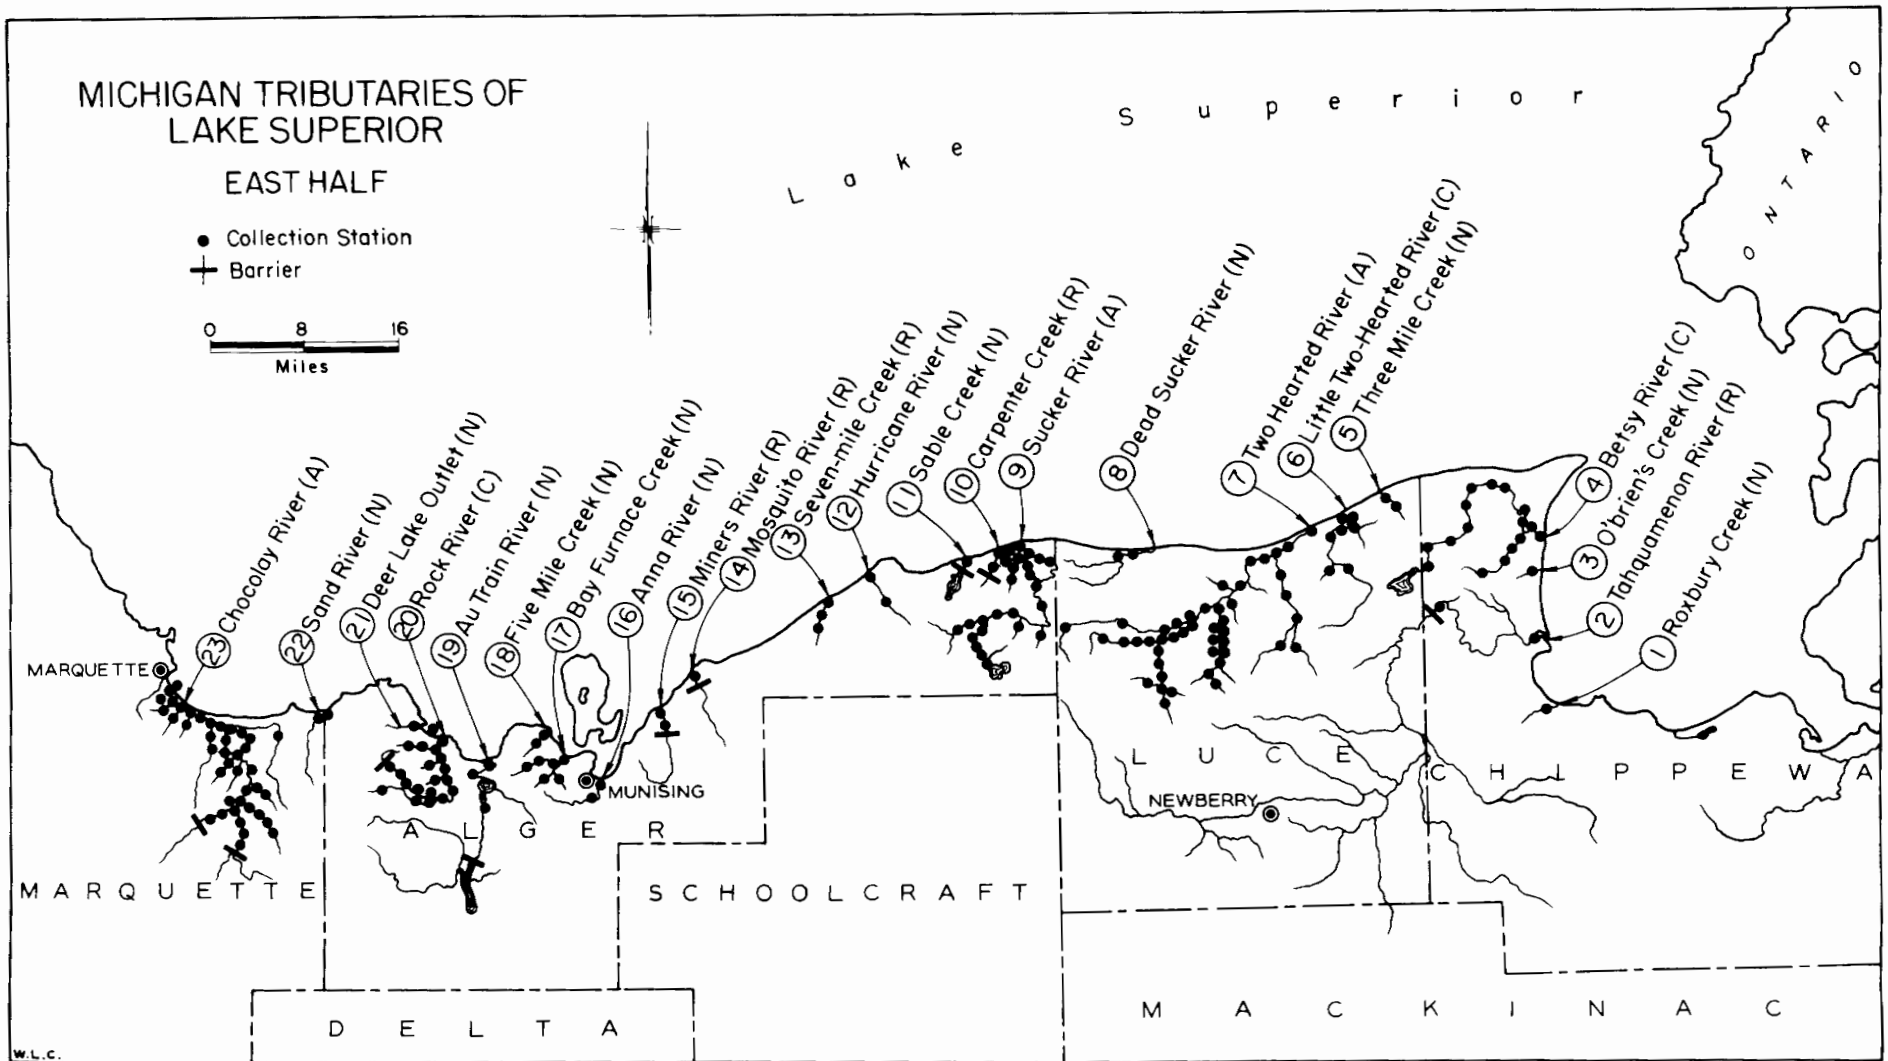 MICHIGAN TRIBUTARIES OF
LAKE SUPERIOR
EAST HALF
Collection Station
Barrier
0 8 16
Miles
Lake Superior
ONTARIO
23 Chocolay River (A)
22 Sand River (N)
21 Deer Lake Outlet (N)
20 Rock River (C)
19 Au Train River (N)
18 Five Mile Creek (N)
17 Bay Furnace Creek (N)
16 Anna River (N)
15 Miners River (R)
14 Mosquito River (R)
13 Seven-mile Creek (R)
12 Hurricane River (N)
11 Sable Creek (N)
10 Carpenter Creek (R)
9 Sucker River (A)
8 Dead Sucker River (N)
7 Two Hearted River (A)
6 Little Two-Hearted River (C)
5 Three Mile Creek (N)
4 Betsy River (C)
3 O'brien's Creek (N)
2 Tahquamenon River (R)
1 Roxbury Creek (N)
MARQUETTE
MUNISING
NEWBERRY
LUCE
CHIPPEWA
ALGER
MARQUETTE
SCHOOLCRAFT
DELTA
MACKINAC
W.L.C.